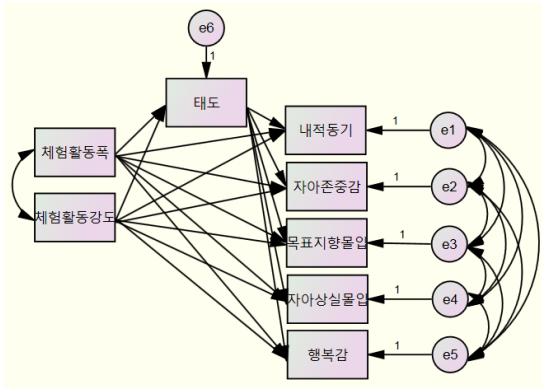 e6
1
태도
내적동기
1
e1
체험활동폭
자아존중감
1
e2
체험활동강도
목표지향몰입
1
e3
자아상실몰입
1
e4
행복감
1
e5